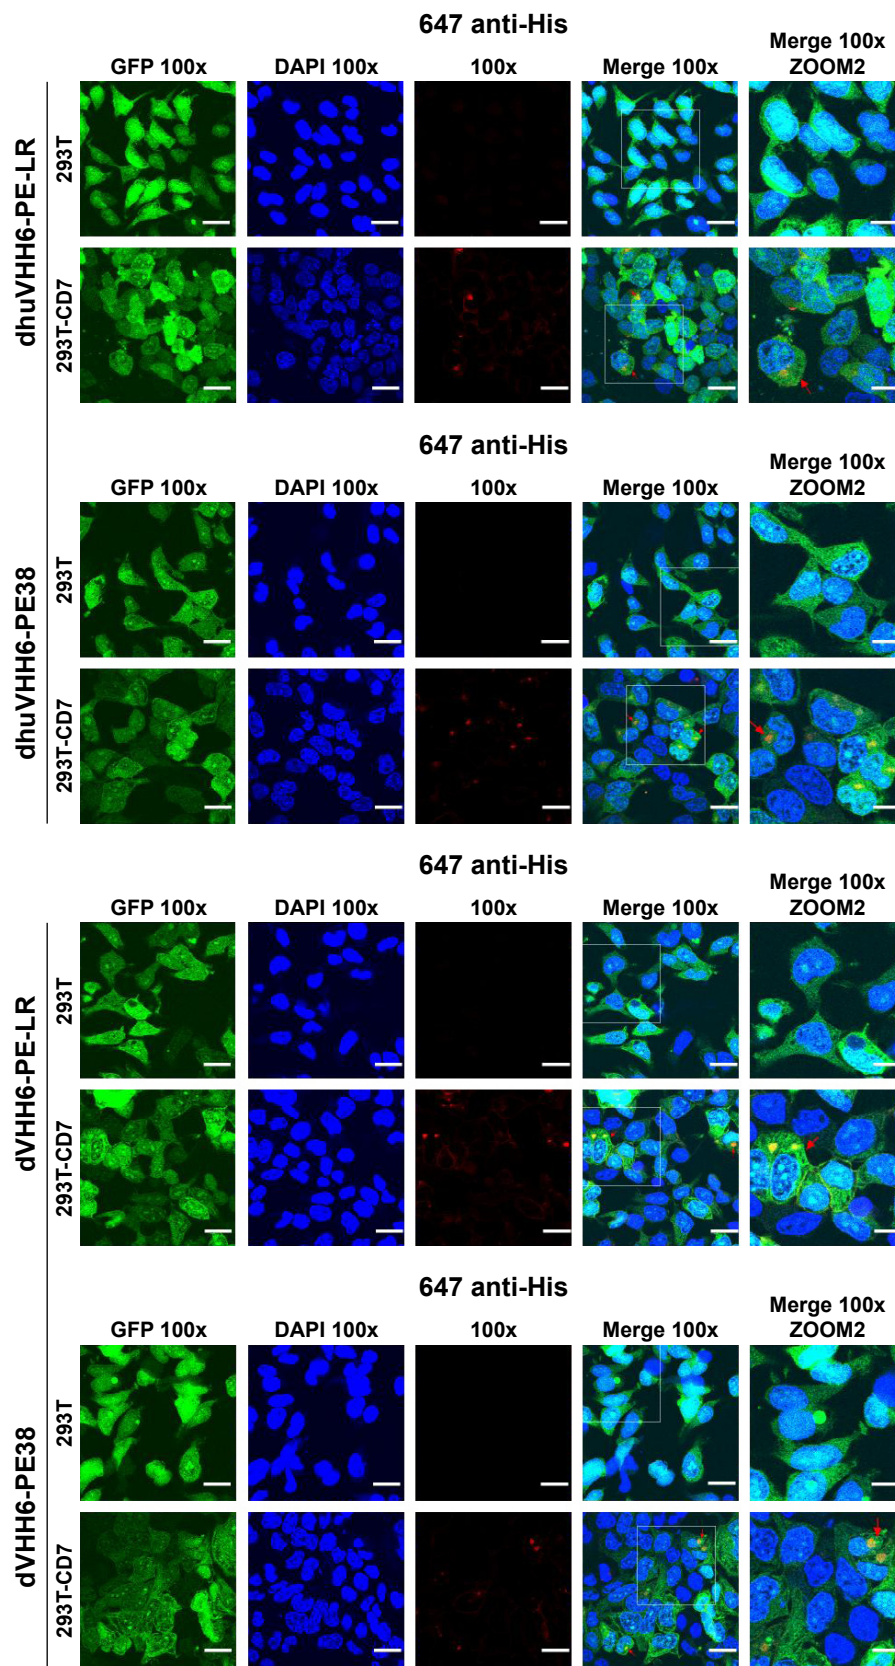 647 anti-His
GFP 100x DAPI 100x 100x Merge 100x Merge 100x ZOOM2
dhuVHH6-PE-LR
293T
293T-CD7
647 anti-His
GFP 100x DAPI 100x 100x Merge 100x Merge 100x ZOOM2
dhuVHH6-PE38
293T
293T-CD7
647 anti-His
GFP 100x DAPI 100x 100x Merge 100x Merge 100x ZOOM2
dVHH6-PE-LR
293T
293T-CD7
647 anti-His
GFP 100x DAPI 100x 100x Merge 100x Merge 100x ZOOM2
dVHH6-PE38
293T
293T-CD7